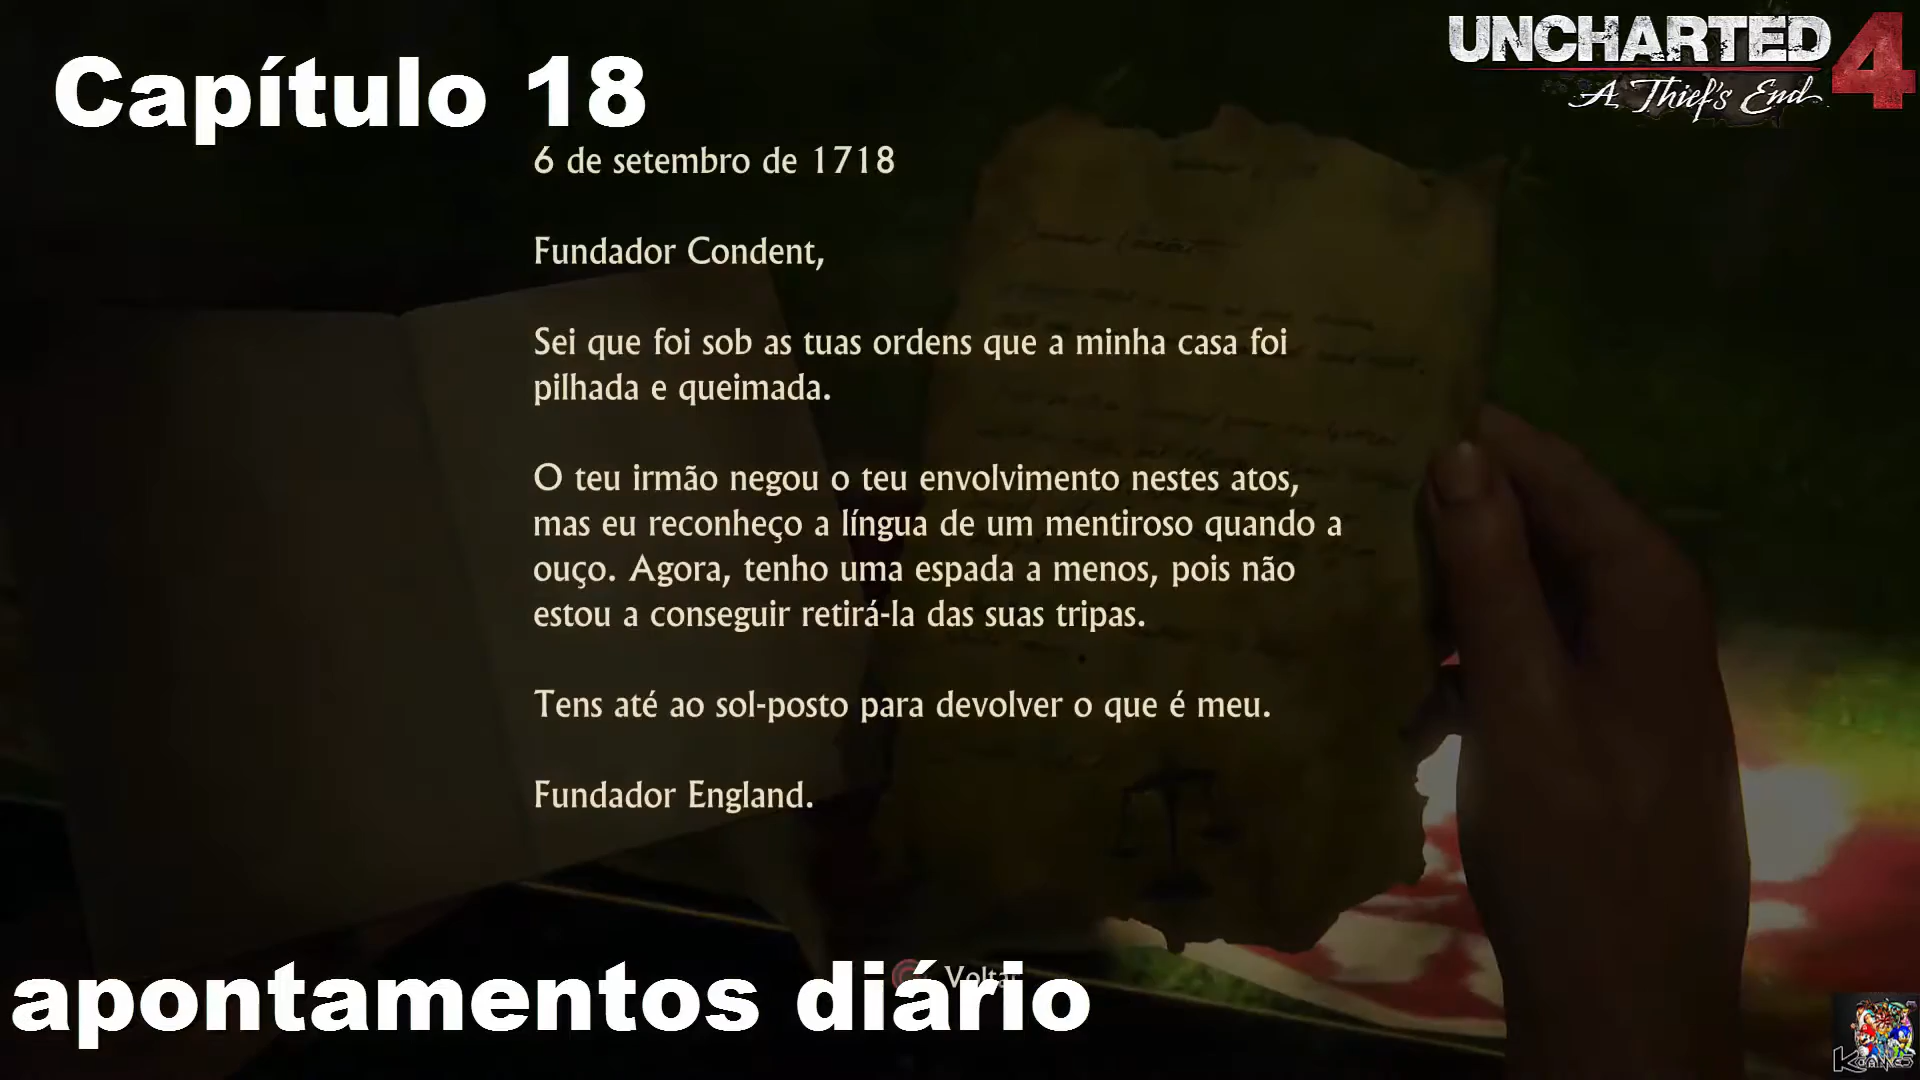 UNCHARTED 4
A Thief's End
Capítulo 18
6 de setembro de 1718
Fundador Condent,
Sei que foi sob as tuas ordens que a minha casa foi
pilhada e queimada.
O teu irmão negou o teu envolvimento nestes atos,
mas eu reconheço a língua de um mentiroso quando a
ouço. Agora, tenho uma espada a menos, pois não
estou a conseguir retirá-la das suas tripas.
Tens até ao sol-posto para devolver o que é meu.
Fundador England.
Voltar
apontamentos diário